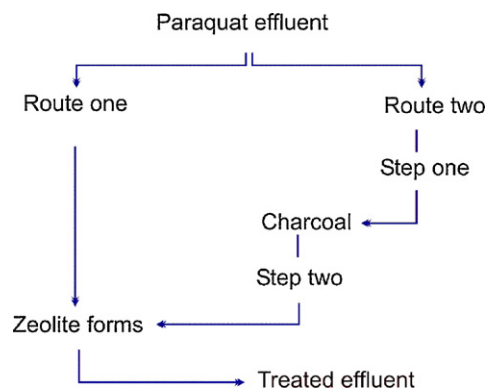 Paraquat effluent
Route one
Route two
Step one
Charcoal
Step two
Zeolite forms
Treated effluent